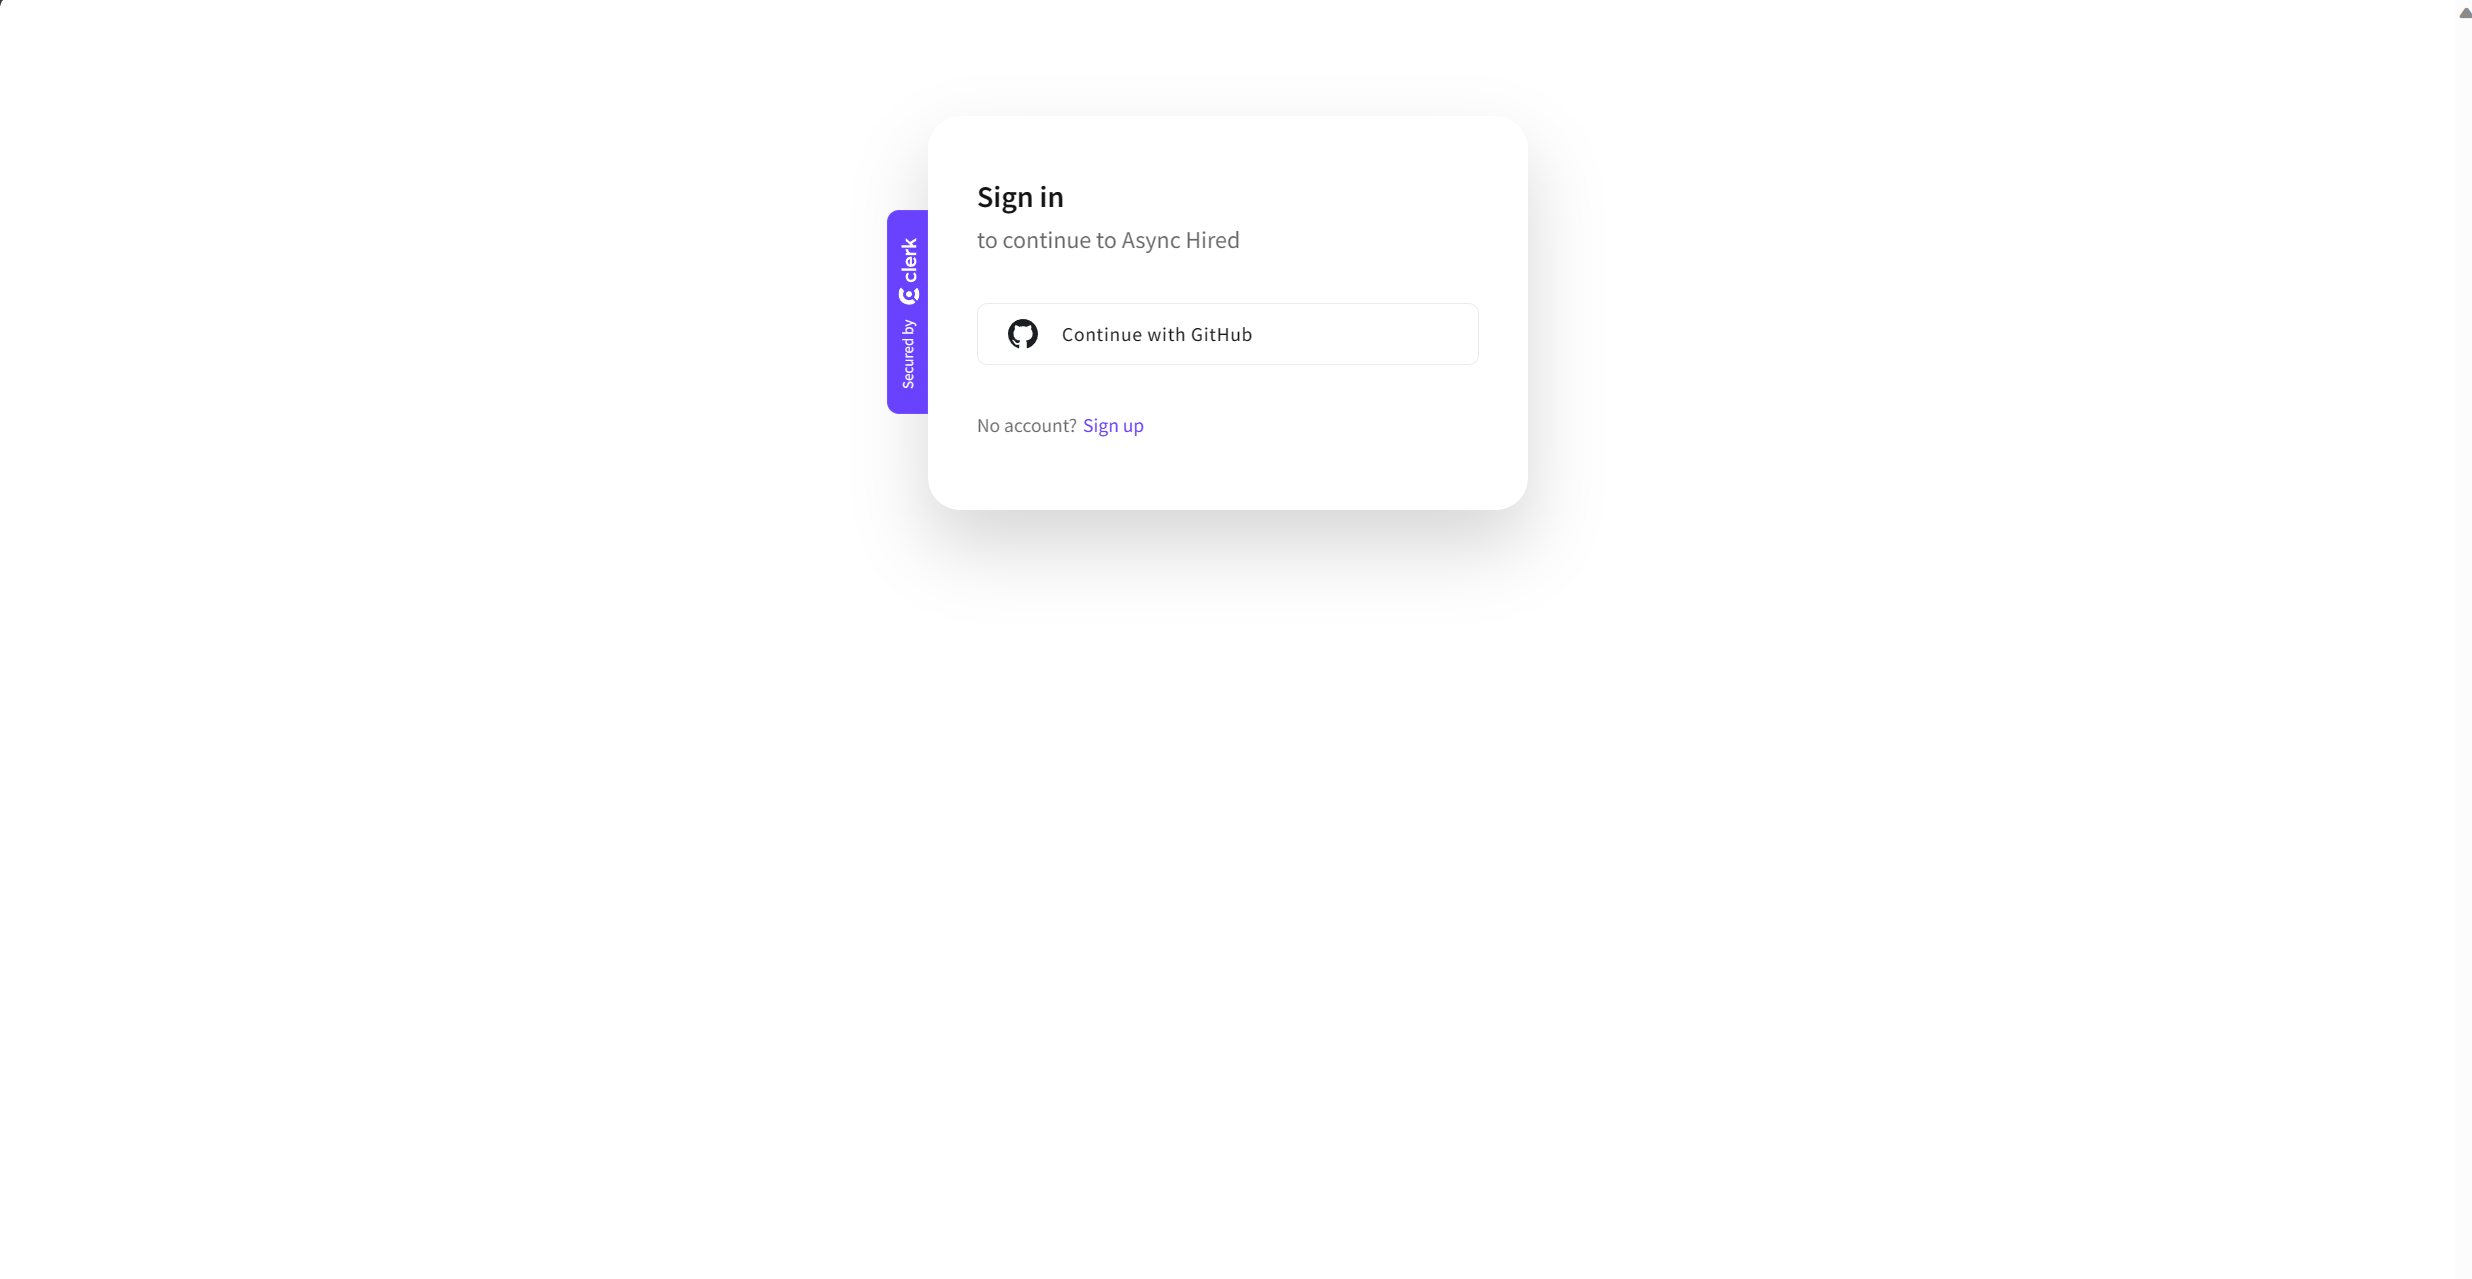 Sign in
to continue to Async Hired
Continue with GitHub
No account? Sign up
Secured by clerk